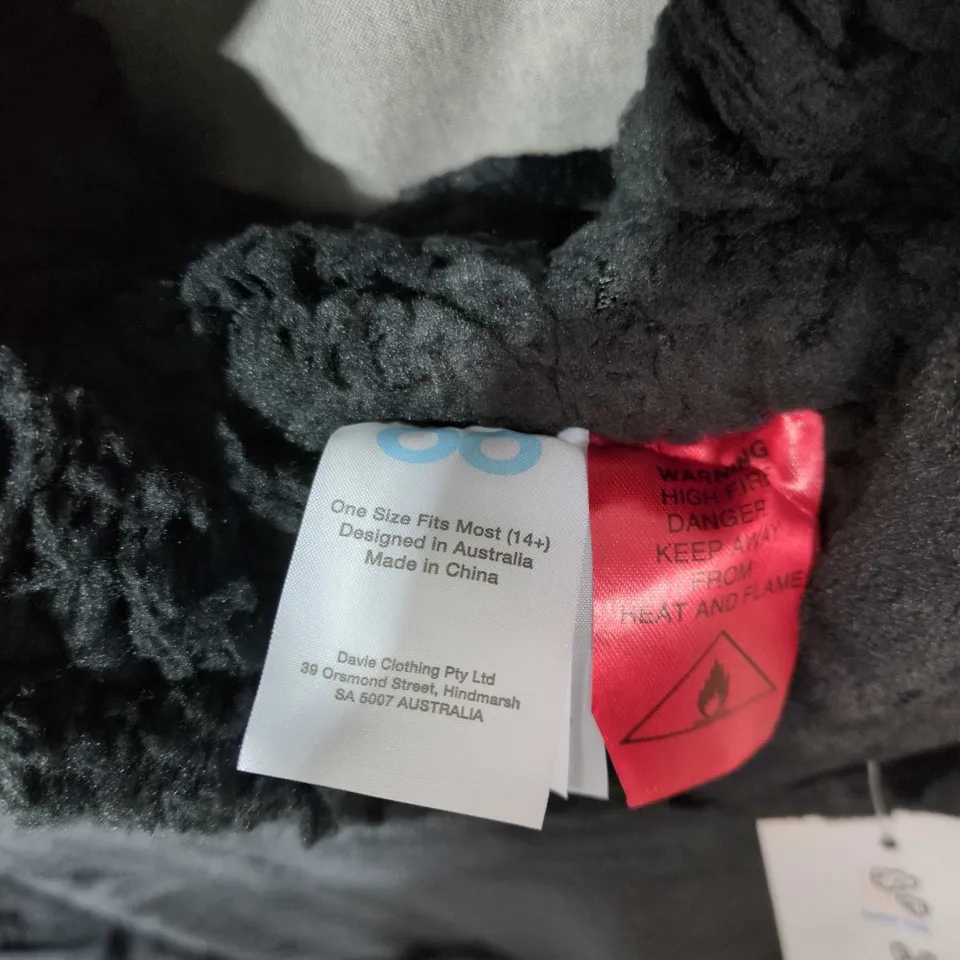 One Size Fits Most (14+)
Designed in Australia
Made in China
Davie Clothing Pty Ltd
39 Orsmond Street, Hindmarsh
SA 5007 AUSTRALIA
WARNING
HIGH FIRE
DANGER
KEEP AWAY
FROM
HEAT AND FLAME